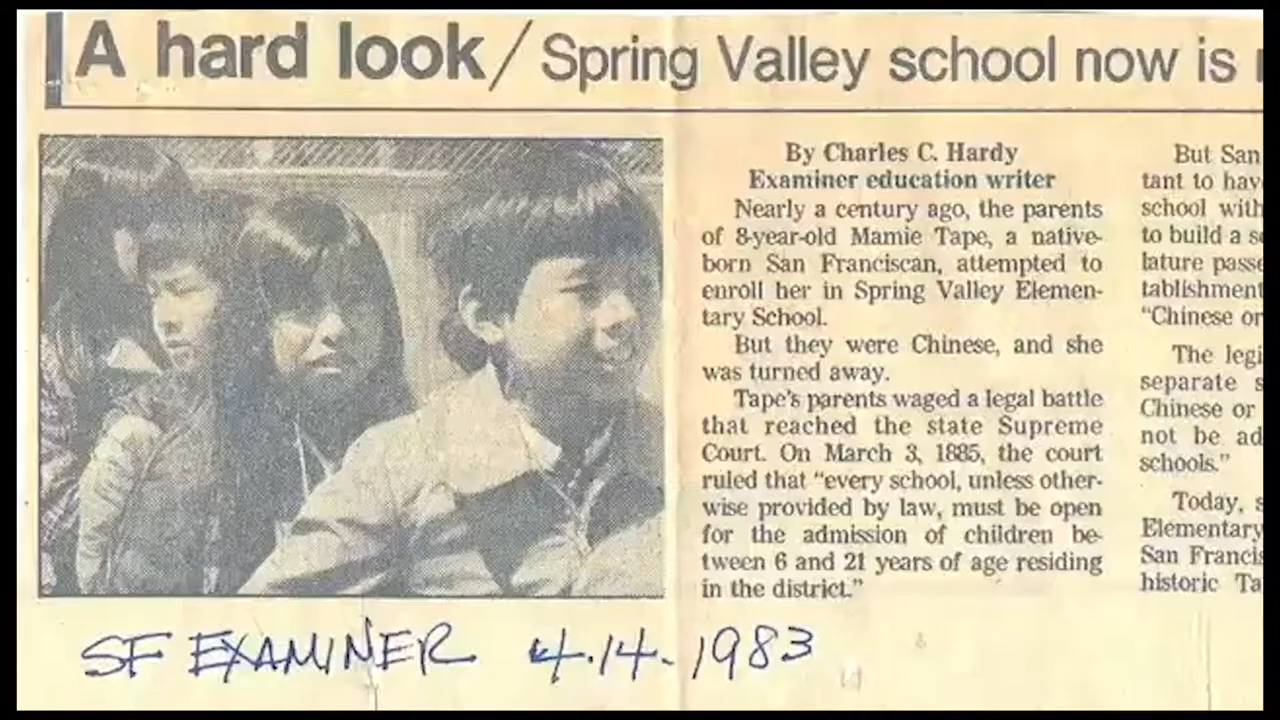 A hard look / Spring Valley school now is
By Charles C. Hardy
Examiner education writer
Nearly a century ago, the parents
of 8-year-old Mamie Tape, a native-
born San Franciscan, attempted to
enroll her in Spring Valley Elemen-
tary School.
But they were Chinese, and she
was turned away.
Tape's parents waged a legal battle
that reached the state Supreme
Court. On March 3, 1885, the court
ruled that "every school, unless other-
wise provided by law, must be open
for the admission of children be-
tween 6 and 21 years of age residing
in the district."
But San
tant to hav
school with
to build a s
lature passe
tablishment
"Chinese or
The legi
separate s
Chinese or
not be ad
schools."
Today, s
Elementary
San Francis
historic Ta
SF EXAMINER 4.14.1983